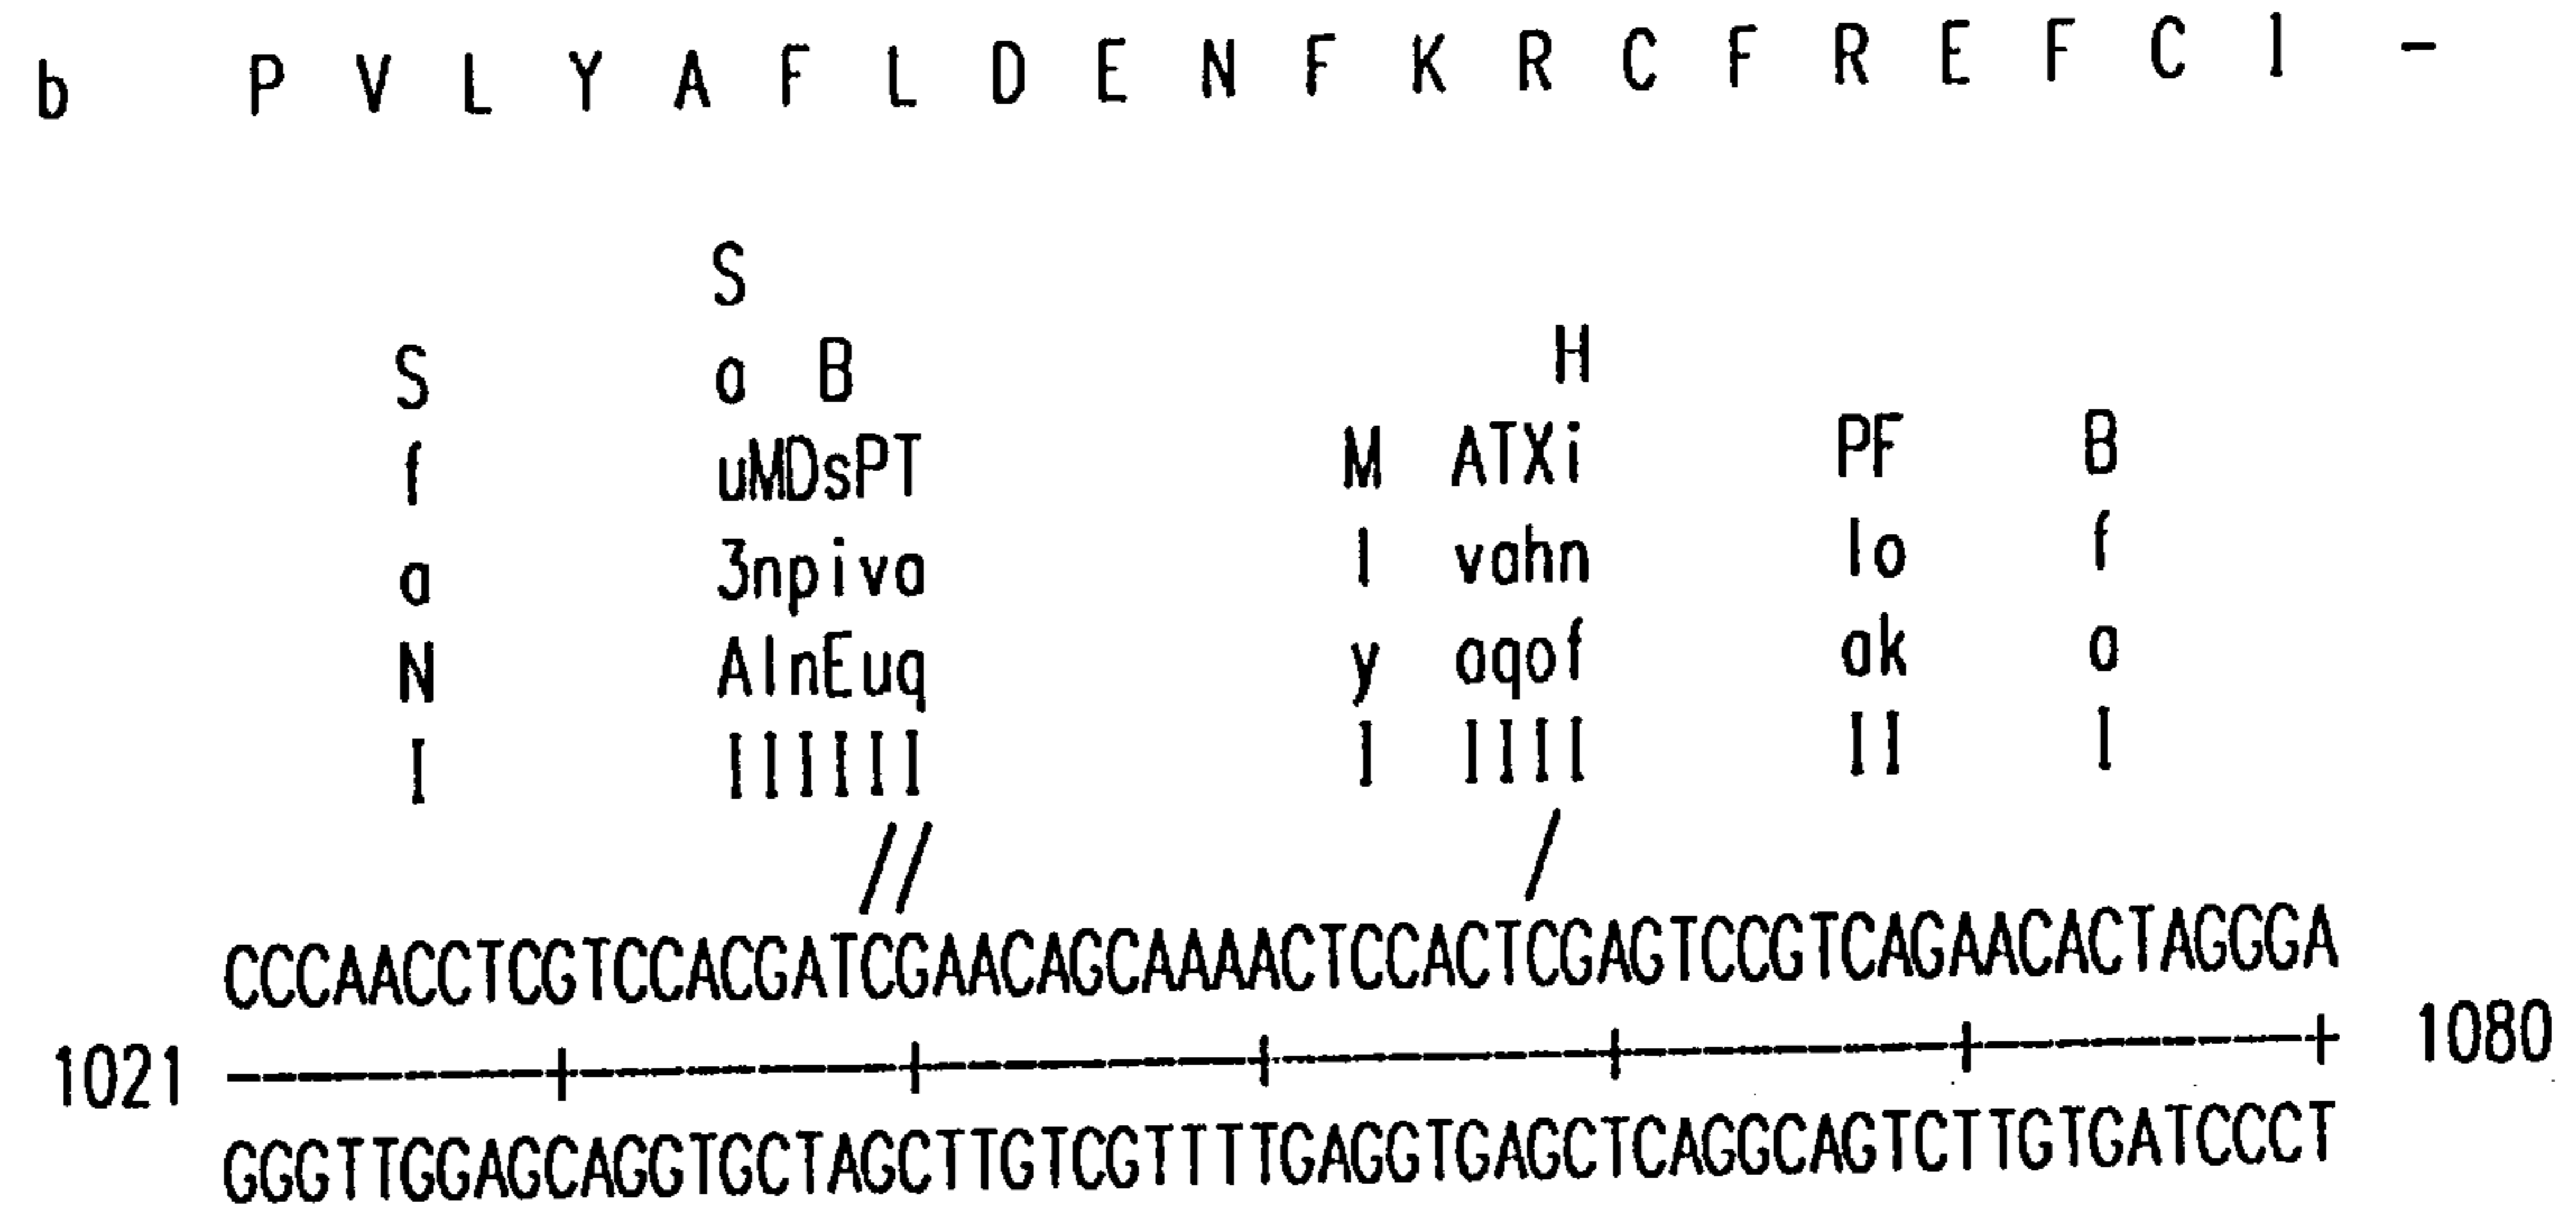 b P V L Y A F L D E N F K R C F R E F C I -
S
S a B H
f uMDsPT M ATXi PF B
a 3npiva l vahn lo f
N AlnEuq y aqof ak a
I IIIIII I IIII II I
// /
CCCAACCTCGTCCACGATCGAACAGCAAAACTCCACTCGAGTCCGTCAGAACACTAGGGA
1021 ---------+---------+---------+---------+---------+---------+ 1080
GGGTTGGAGCAGGTGCTAGCTTGTCGTTTTGAGGTGAGCTCAGGCAGTCTTGTGATCCCT